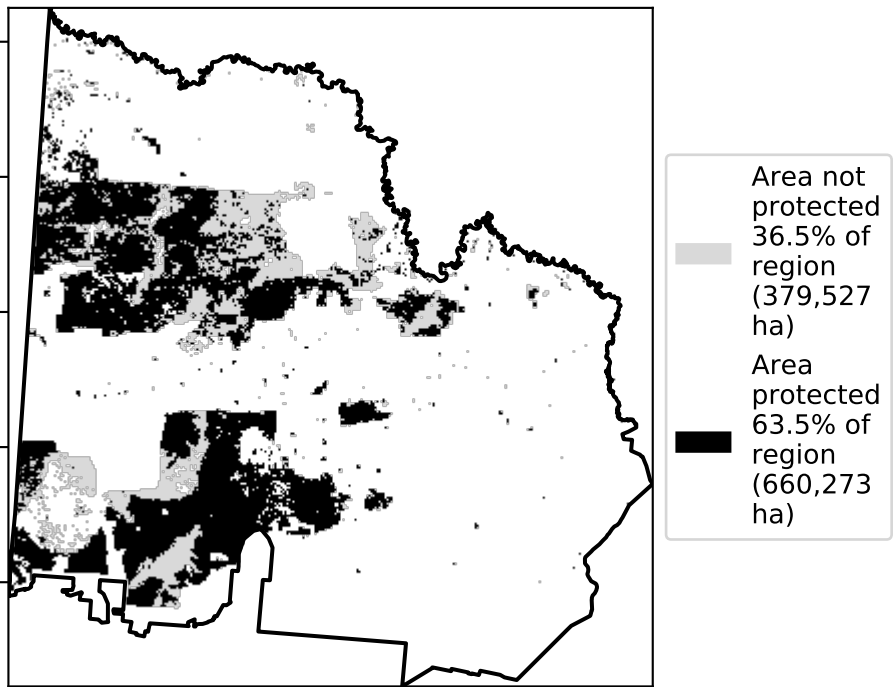 Area not
protected
36.5% of
region
(379,527
ha)
Area
protected
63.5% of
region
(660,273
ha)